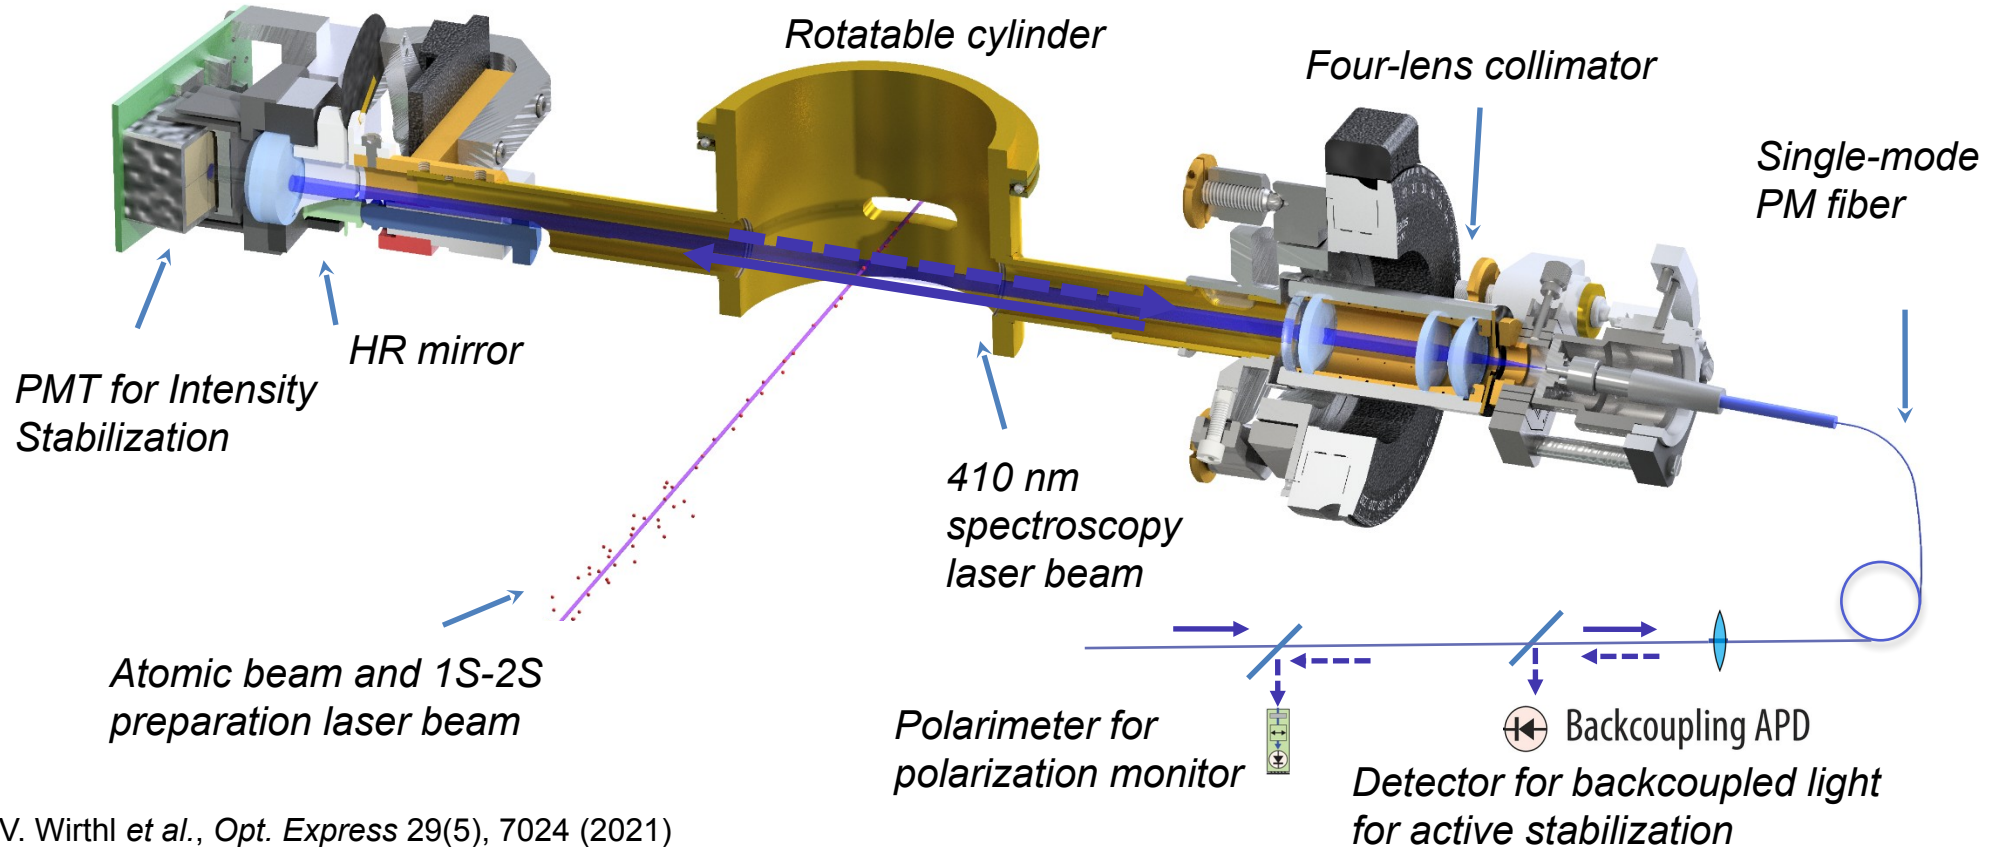 Rotatable cylinder
Four-lens collimator
Single-mode
PM fiber
HR mirror
PMT for Intensity
Stabilization
410 nm
spectroscopy
laser beam
Atomic beam and 1S-2S
preparation laser beam
Polarimeter for
polarization monitor
Backcoupling APD
Detector for backcoupled light
for active stabilization
V. Wirthl et al., Opt. Express 29(5), 7024 (2021)